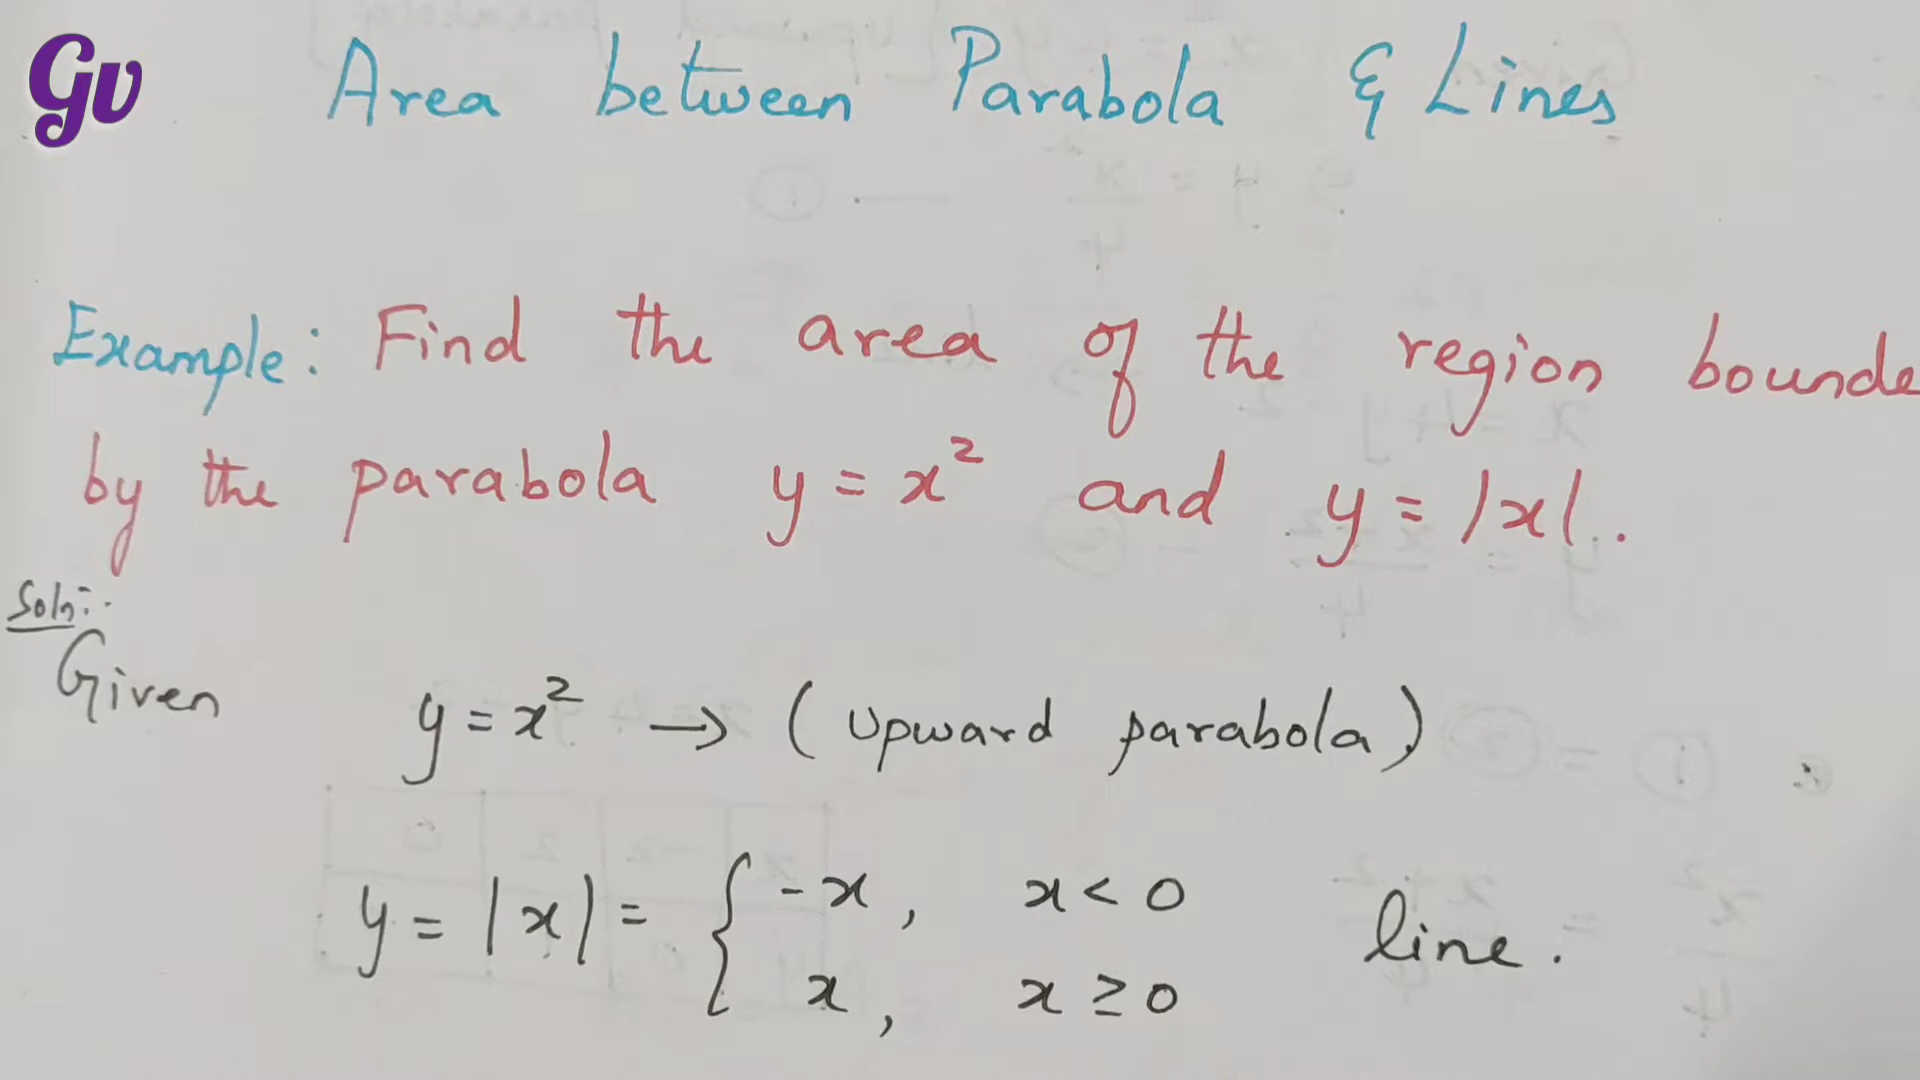 Gv
Area between Parabola & Lines
Example: Find the area of the region bounde
by the parabola y = x² and y = |x|.
Soln:-
Given
y = x² → (upward parabola)
y = |x| = { -x, x < 0 line.
x, x ≥ 0